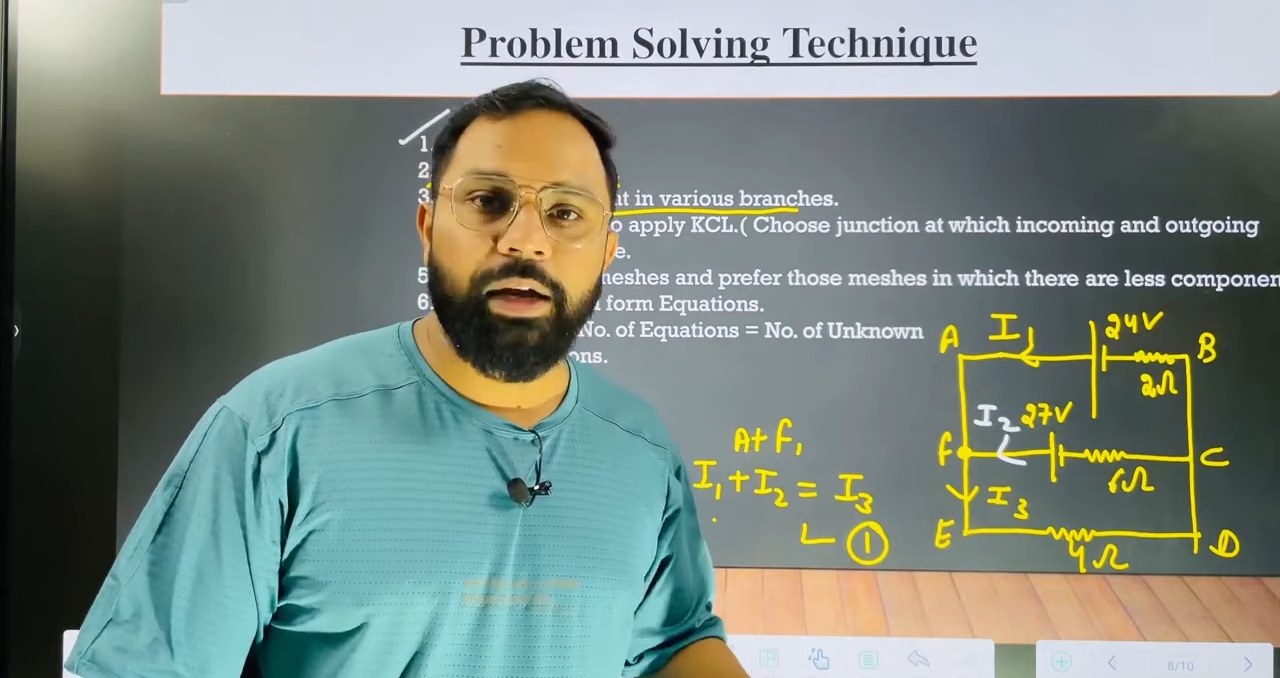 Problem Solving Technique
1.
2
3 nt in various branches.
o apply KCL.( Choose junction at which incoming and outgoing
e.
5 meshes and prefer those meshes in which there are less componen
6. form Equations.
No. of Equations = No. of Unknown
ons.
A I1 24V B
2Ω
I2 27V
F C
6Ω
I3
E D
4Ω
At F,
I1 + I2 = I3
1
8/10